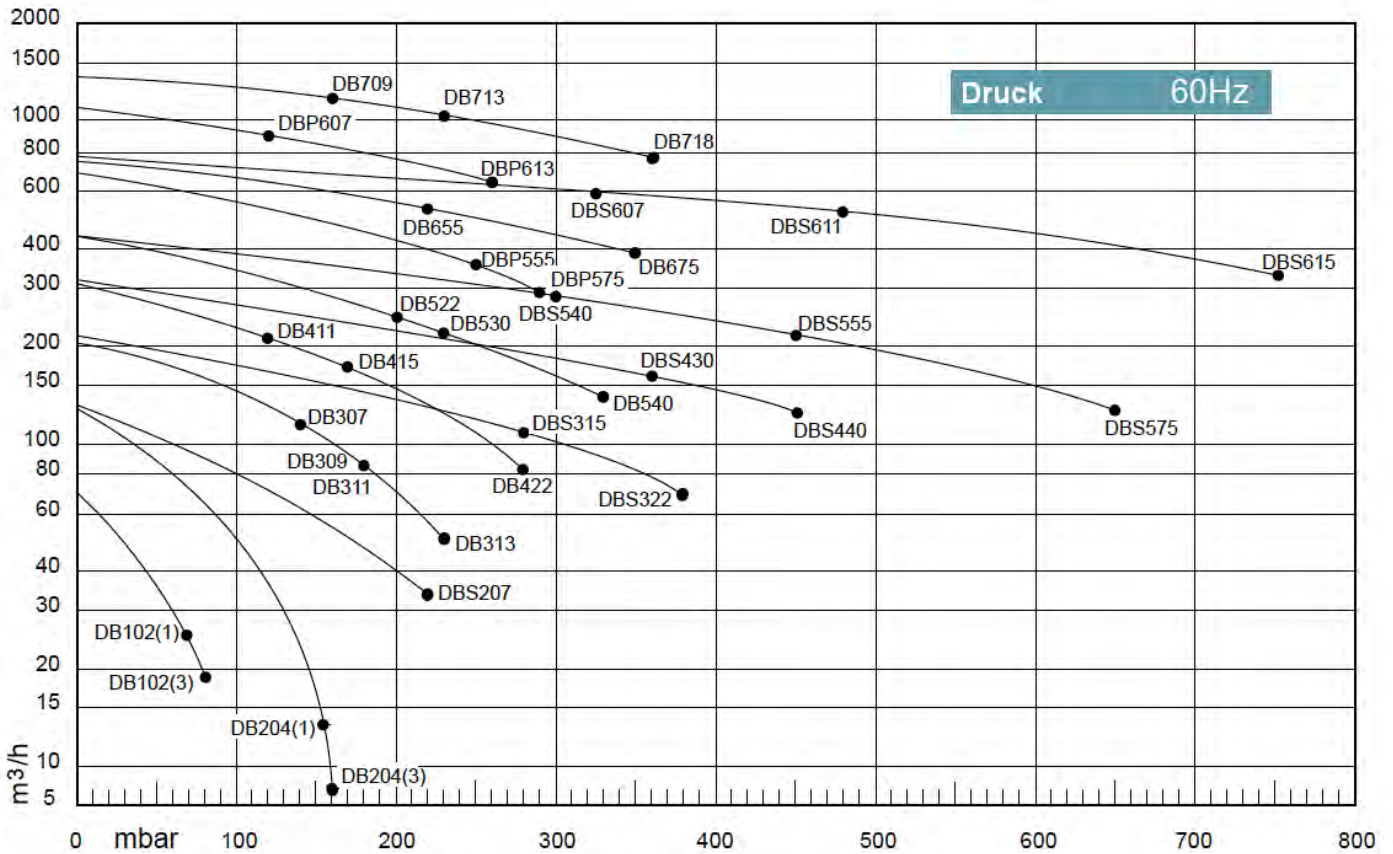 2000
1500
1000
800
600
400
300
200
150
100
80
60
40
30
20
15
10
5
m3/h
Druck 60Hz
DB709
DB713
DBP607
DB718
DBP613
DBS607
DB655
DBS611
DBP555
DB675
DBS615
DBP575
DB522
DBS540
DB530
DBS555
DB411
DB415
DBS430
DB540
DB307
DBS315
DBS440
DBS575
DB309
DB311
DB422
DBS322
DB313
DBS207
DB102(1)
DB102(3)
DB204(1)
DB204(3)
0 mbar 100 200 300 400 500 600 700 800